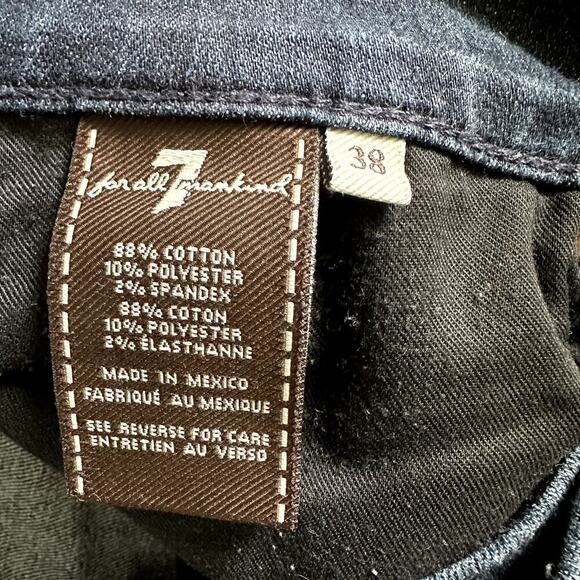 7
for all mankind
38
88% COTTON
10% POLYESTER
2% SPANDEX
88% COTON
10% POLYESTER
2% ÉLASTHANNE
MADE IN MEXICO
FABRIQUÉ AU MEXIQUE
SEE REVERSE FOR CARE
ENTRETIEN AU VERSO